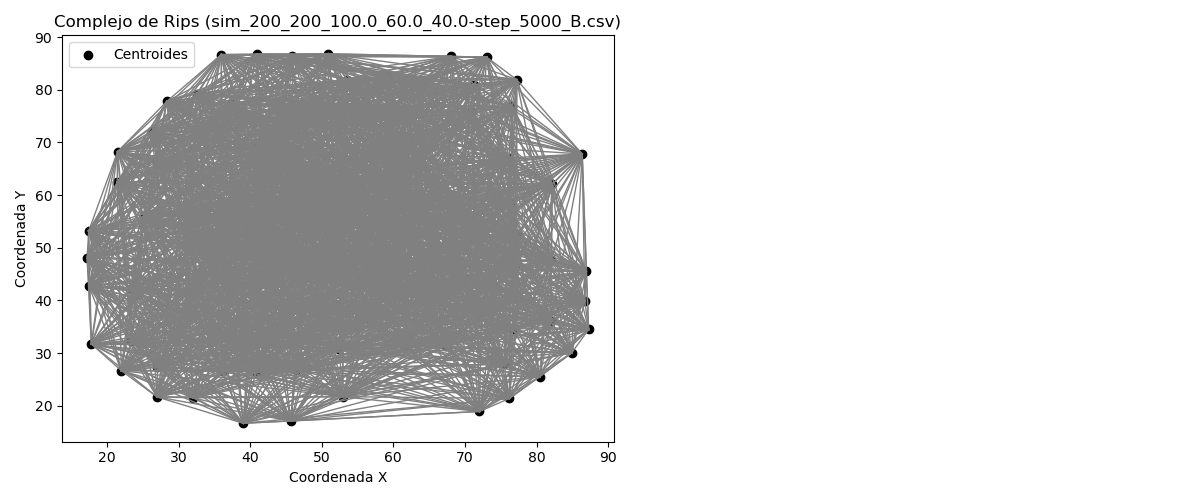 Complejo de Rips (sim_200_200_100.0_60.0_40.0-step_5000_B.csv)
Centroides
90
80
70
60
50
40
30
20
Coordenada Y
20 30 40 50 60 70 80 90
Coordenada X